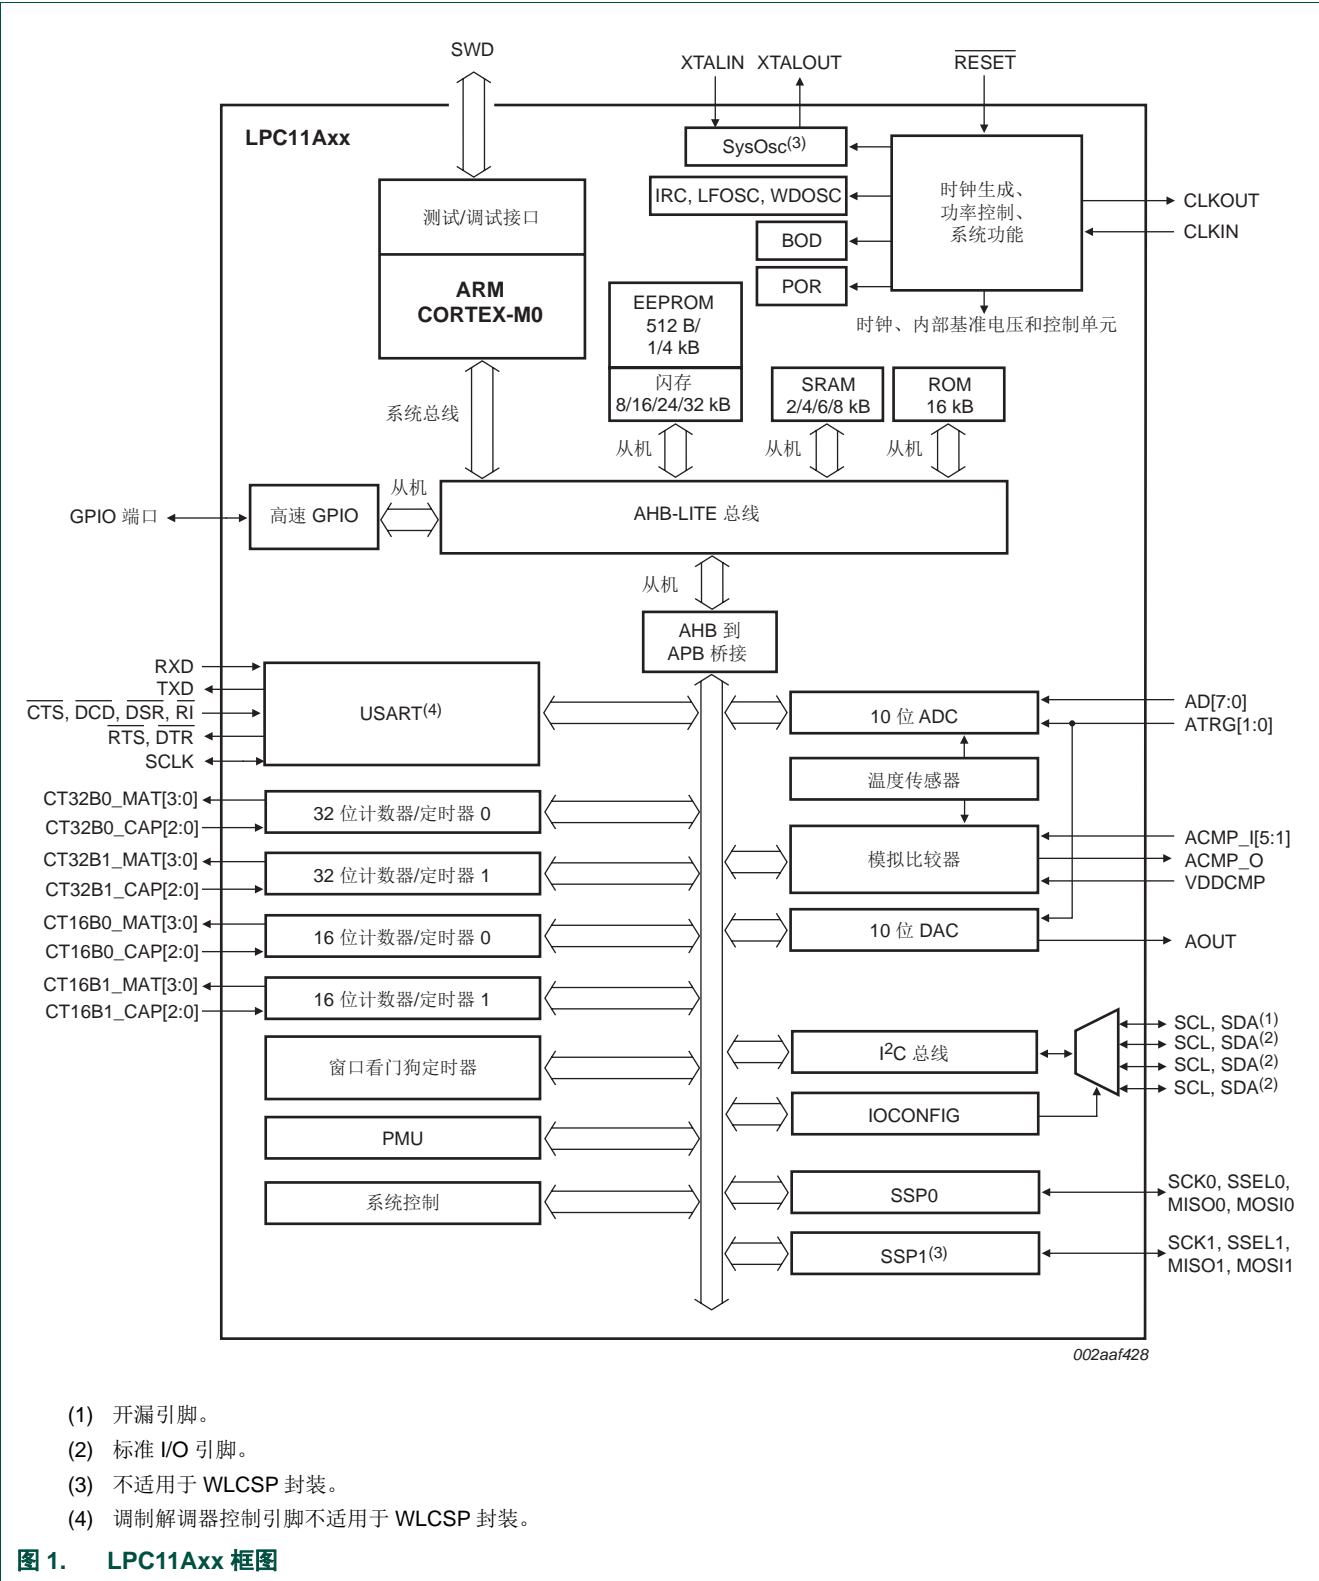 SWD
XTALIN XTALOUT
RESET
LPC11Axx
SysOsc(3)
测试/调试接口
IRC, LFOSC, WDOSC
时钟生成、
功率控制、
系统功能
CLKOUT
CLKIN
BOD
POR
ARM
CORTEX-M0
EEPROM
512 B/
1/4 kB
时钟、内部基准电压和控制单元
闪存
8/16/24/32 kB
SRAM
2/4/6/8 kB
ROM
16 kB
系统总线
从机
从机
从机
从机
GPIO 端口
高速 GPIO
AHB-LITE 总线
从机
AHB 到
APB 桥接
RXD
TXD
CTS, DCD, DSR, RI
RTS, DTR
SCLK
USART(4)
10 位 ADC
AD[7:0]
ATRG[1:0]
温度传感器
CT32B0_MAT[3:0]
CT32B0_CAP[2:0]
32 位计数器/定时器 0
模拟比较器
ACMP_I[5:1]
ACMP_O
VDDCMP
CT32B1_MAT[3:0]
CT32B1_CAP[2:0]
32 位计数器/定时器 1
CT16B0_MAT[3:0]
CT16B0_CAP[2:0]
16 位计数器/定时器 0
10 位 DAC
AOUT
CT16B1_MAT[3:0]
CT16B1_CAP[2:0]
16 位计数器/定时器 1
窗口看门狗定时器
I2C 总线
SCL, SDA(1)
SCL, SDA(2)
SCL, SDA(2)
SCL, SDA(2)
IOCONFIG
PMU
系统控制
SSP0
SCK0, SSEL0,
MISO0, MOSI0
SSP1(3)
SCK1, SSEL1,
MISO1, MOSI1
002aaf428
(1) 开漏引脚。
(2) 标准 I/O 引脚。
(3) 不适用于 WLCSP 封装。
(4) 调制解调器控制引脚不适用于 WLCSP 封装。
图 1. LPC11Axx 框图